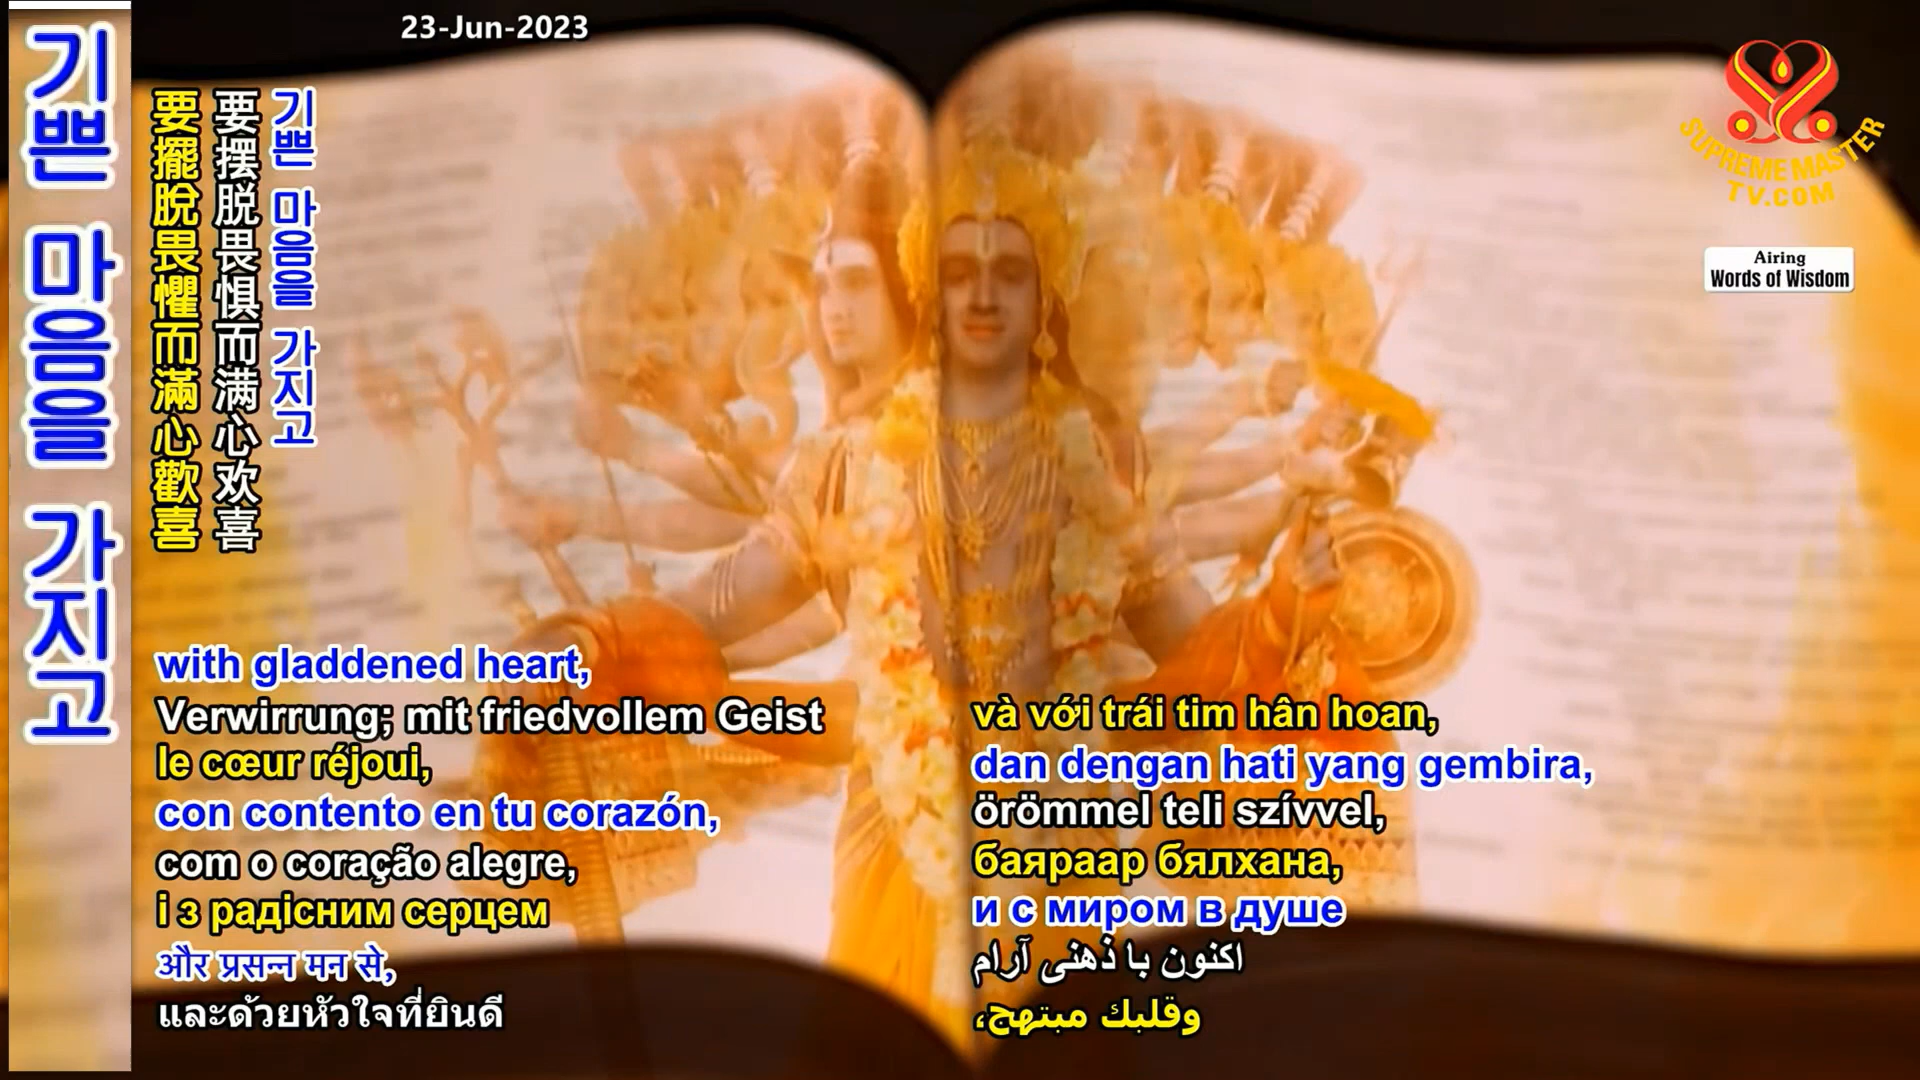 23-Jun-2023
기쁜 마음을 가지고
要擺脫畏懼而滿心歡喜
要摆脱畏惧而满心欢喜
기쁜 마음을 가지고
SUPREME MASTER
TV.COM
Airing
Words of Wisdom
with gladdened heart,
Verwirrung; mit friedvollem Geist
le cœur réjoui,
con contento en tu corazón,
com o coração alegre,
і з радісним серцем
और प्रसन्न मन से,
และด้วยหัวใจที่ยินดี
và với trái tim hân hoan,
dan dengan hati yang gembira,
örömmel teli szívvel,
баяраар бялхана,
и с миром в душе
اکنون با ذهنی آرام
وقلبك مبتهج،